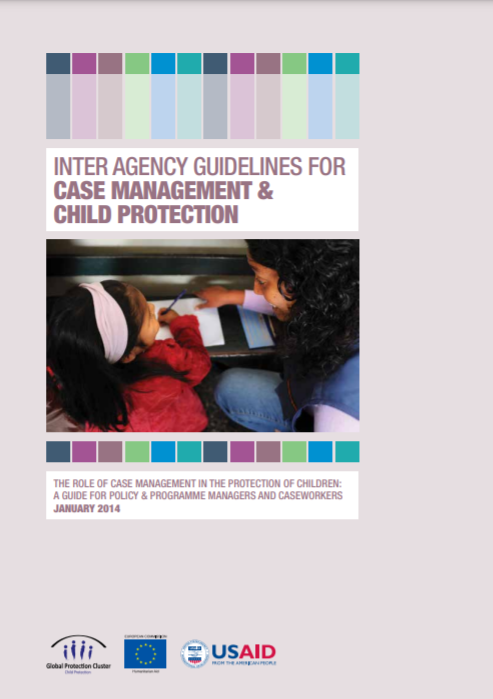 INTER AGENCY GUIDELINES FOR
CASE MANAGEMENT &
CHILD PROTECTION
THE ROLE OF CASE MANAGEMENT IN THE PROTECTION OF CHILDREN:
A GUIDE FOR POLICY & PROGRAMME MANAGERS AND CASEWORKERS
JANUARY 2014
Global Protection Cluster
Child Protection
EUROPEAN COMMISSION
Humanitarian Aid
USAID
FROM THE AMERICAN PEOPLE